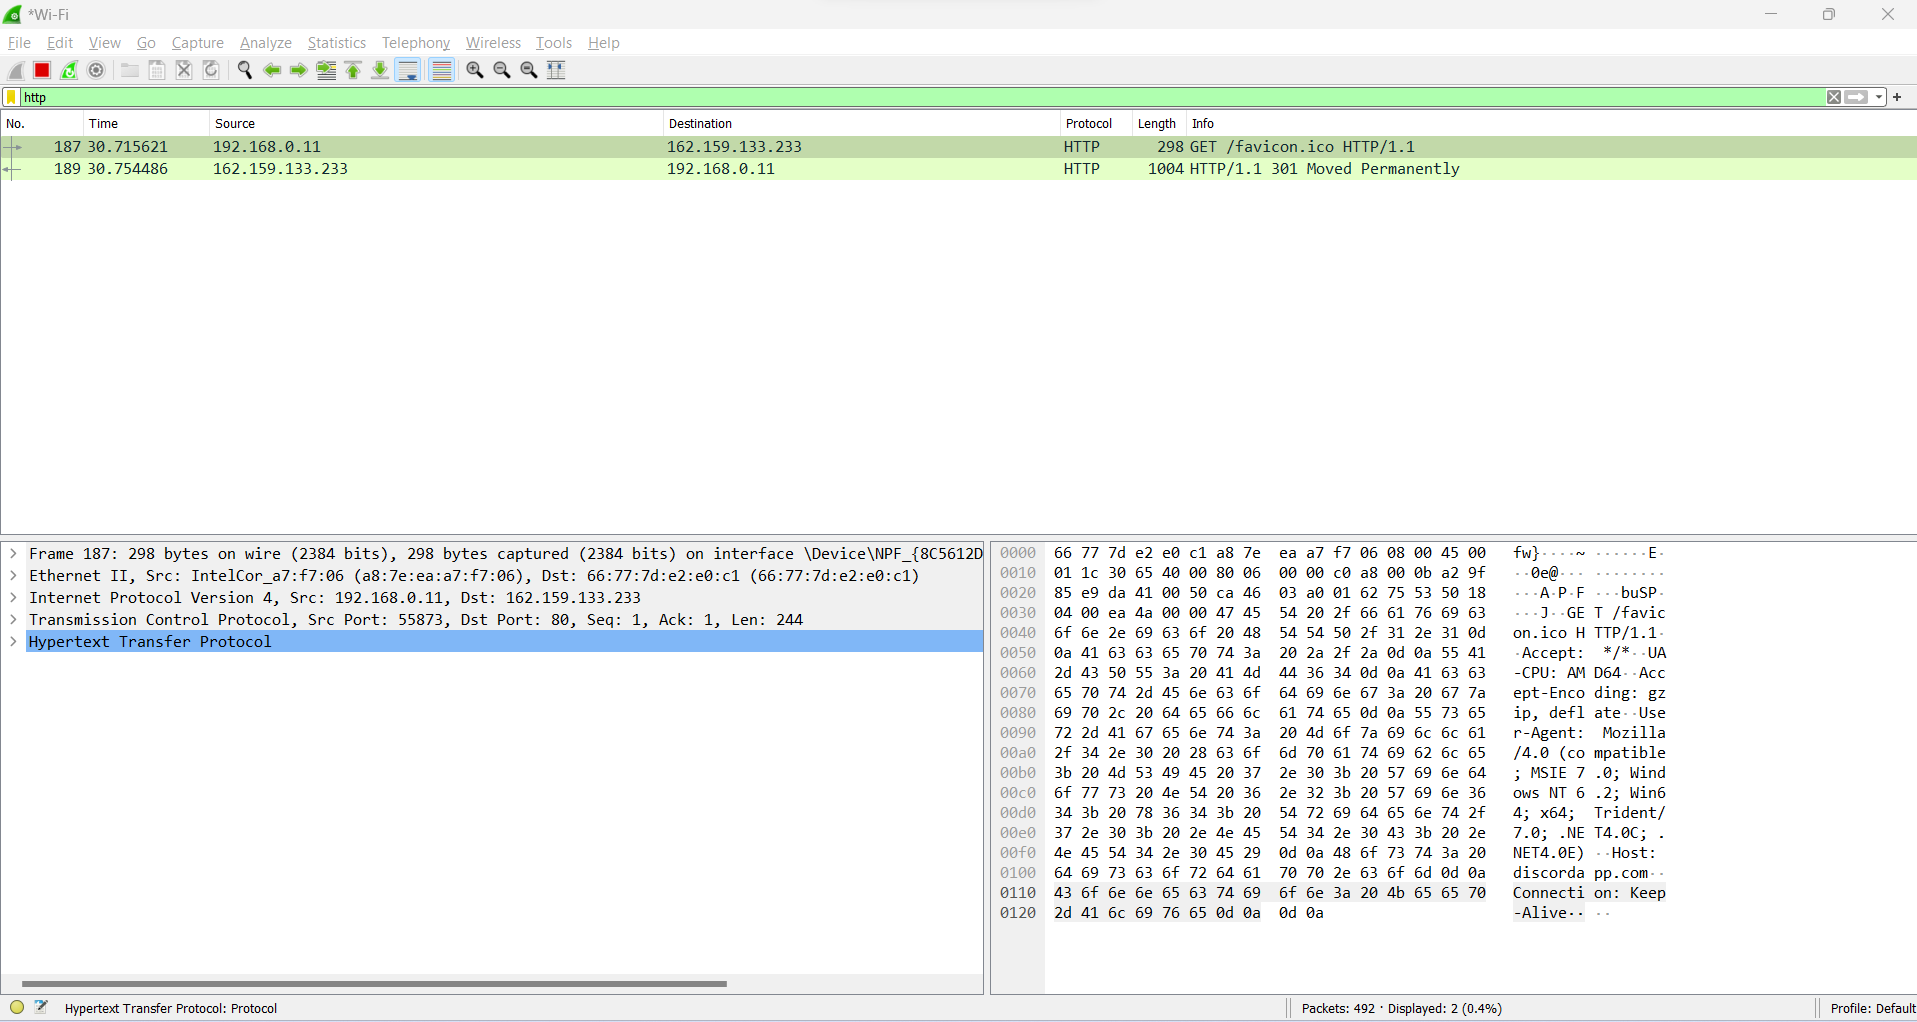 *Wi-Fi
File Edit View Go Capture Analyze Statistics Telephony Wireless Tools Help
http
No. Time Source Destination Protocol Length Info
187 30.715621 192.168.0.11 162.159.133.233 HTTP 298 GET /favicon.ico HTTP/1.1
189 30.754486 162.159.133.233 192.168.0.11 HTTP 1004 HTTP/1.1 301 Moved Permanently
Frame 187: 298 bytes on wire (2384 bits), 298 bytes captured (2384 bits) on interface \Device\NPF_{8C5612D
Ethernet II, Src: IntelCor_a7:f7:06 (a8:7e:ea:a7:f7:06), Dst: 66:77:7d:e2:e0:c1 (66:77:7d:e2:e0:c1)
Internet Protocol Version 4, Src: 192.168.0.11, Dst: 162.159.133.233
Transmission Control Protocol, Src Port: 55873, Dst Port: 80, Seq: 1, Ack: 1, Len: 244
Hypertext Transfer Protocol
0000 66 77 7d e2 e0 c1 a8 7e ea a7 f7 06 08 00 45 00 fw}····~ ······E·
0010 01 1c 30 65 40 00 80 06 00 00 c0 a8 00 0b a2 9f ··0e@··· ········
0020 85 e9 da 41 00 50 ca 46 03 a0 01 62 75 53 50 18 ···A·P·F ···buSP·
0030 04 00 ea 4a 00 00 47 45 54 20 2f 66 61 76 69 63 ···J··GE T /favic
0040 6f 6e 2e 69 63 6f 20 48 54 54 50 2f 31 2e 31 0d on.ico H TTP/1.1·
0050 0a 41 63 63 65 70 74 3a 20 2a 2f 2a 0d 0a 55 41 ·Accept: */*··UA
0060 2d 43 50 55 3a 20 41 4d 44 36 34 0d 0a 41 63 63 -CPU: AM D64··Acc
0070 65 70 74 2d 45 6e 63 6f 64 69 6e 67 3a 20 67 7a ept-Enco ding: gz
0080 69 70 2c 20 64 65 66 6c 61 74 65 0d 0a 55 73 65 ip, defl ate··Use
0090 72 2d 41 67 65 6e 74 3a 20 4d 6f 7a 69 6c 6c 61 r-Agent: Mozilla
00a0 2f 34 2e 30 20 28 63 6f 6d 70 61 74 69 62 6c 65 /4.0 (co mpatible
00b0 3b 20 4d 53 49 45 20 37 2e 30 3b 20 57 69 6e 64 ; MSIE 7 .0; Wind
00c0 6f 77 73 20 4e 54 20 36 2e 32 3b 20 57 69 6e 36 ows NT 6 .2; Win6
00d0 34 3b 20 78 36 34 3b 20 54 72 69 64 65 6e 74 2f 4; x64; Trident/
00e0 37 2e 30 3b 20 2e 4e 45 54 34 2e 30 43 3b 20 2e 7.0; .NE T4.0C; .
00f0 4e 45 54 34 2e 30 45 29 0d 0a 48 6f 73 74 3a 20 NET4.0E) ··Host:
0100 64 69 73 63 6f 72 64 61 70 70 2e 63 6f 6d 0d 0a discorda pp.com··
0110 43 6f 6e 6e 65 63 74 69 6f 6e 3a 20 4b 65 65 70 Connecti on: Keep
0120 2d 41 6c 69 76 65 0d 0a 0d 0a -Alive·· ··
Hypertext Transfer Protocol: Protocol
Packets: 492 · Displayed: 2 (0.4%)
Profile: Default